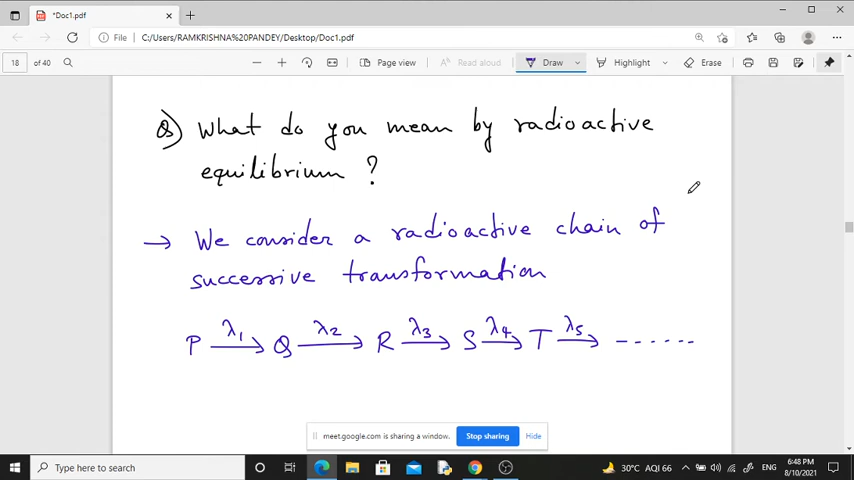 *Doc1.pdf
File C:/Users/RAMKRISHNA%20PANDEY/Desktop/Doc1.pdf
18 of 40 Page view Read aloud Draw Highlight Erase
Q) What do you mean by radioactive
equilibrium ?
→ We consider a radioactive chain of
successive transformation
P —λ₁→ Q —λ₂→ R —λ₃→ S —λ₄→ T —λ₅→ ------
meet.google.com is sharing a window. Stop sharing Hide
Type here to search 30°C AQI 66 ENG 6:48 PM
8/10/2021